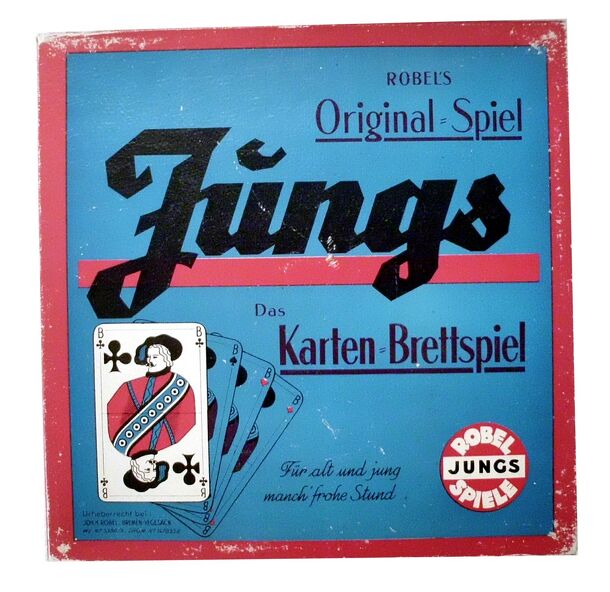 ROBEL'S
Original=Spiel
Jungs
Das
Karten=Brettspiel
B
B
B
B
B
B
B
Für alt und jung
manch' frohe Stund
ROBEL
JUNGS
SPIELE
Urheberrecht bei:
JOH. H. ROBEL, BREMEN-VEGESACK